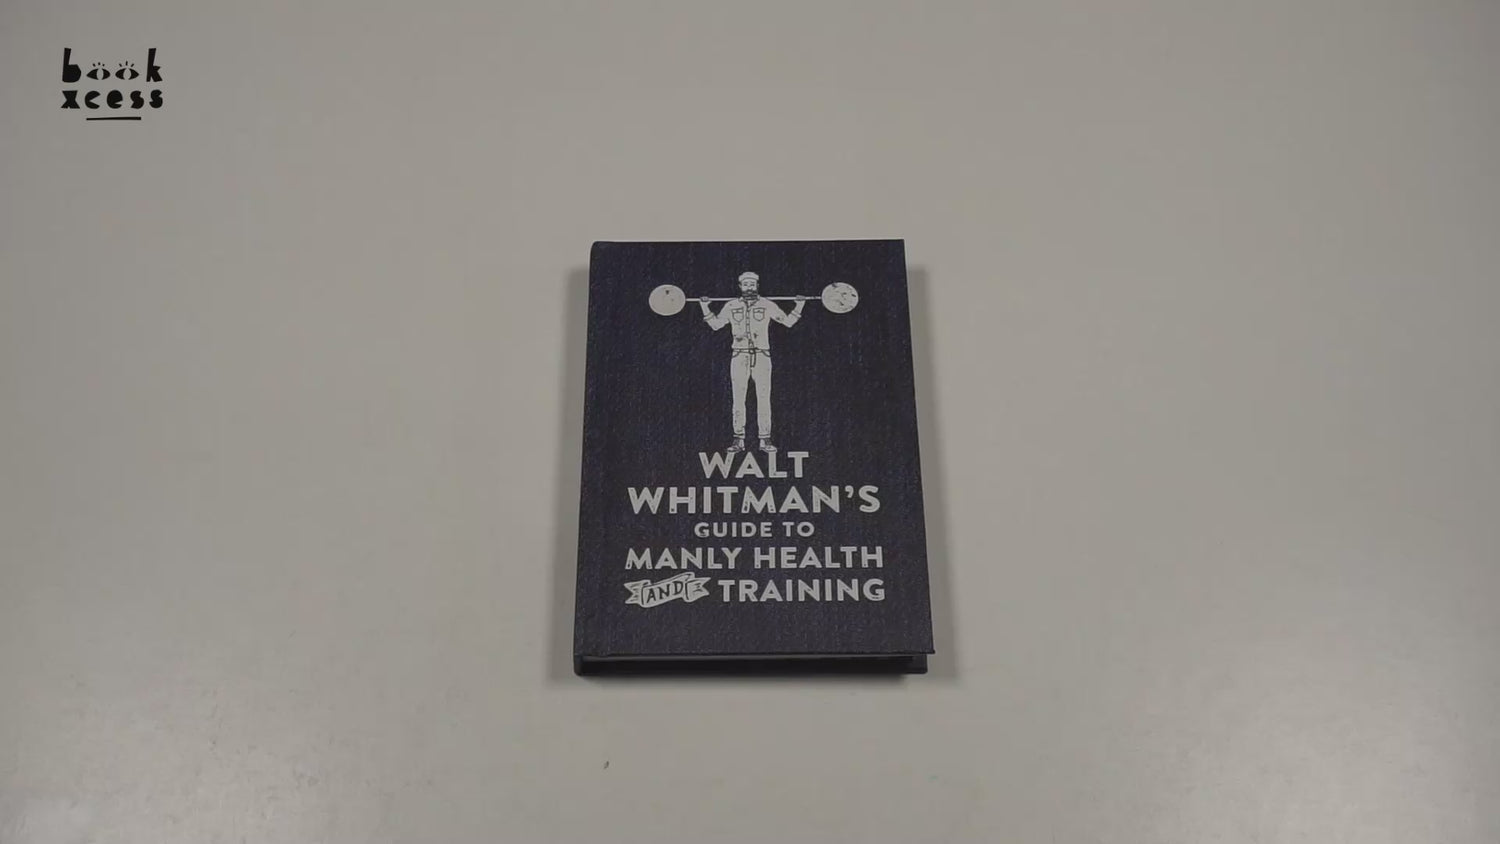 book
xcess
WALT
WHITMAN'S
GUIDE TO
MANLY HEALTH
AND TRAINING